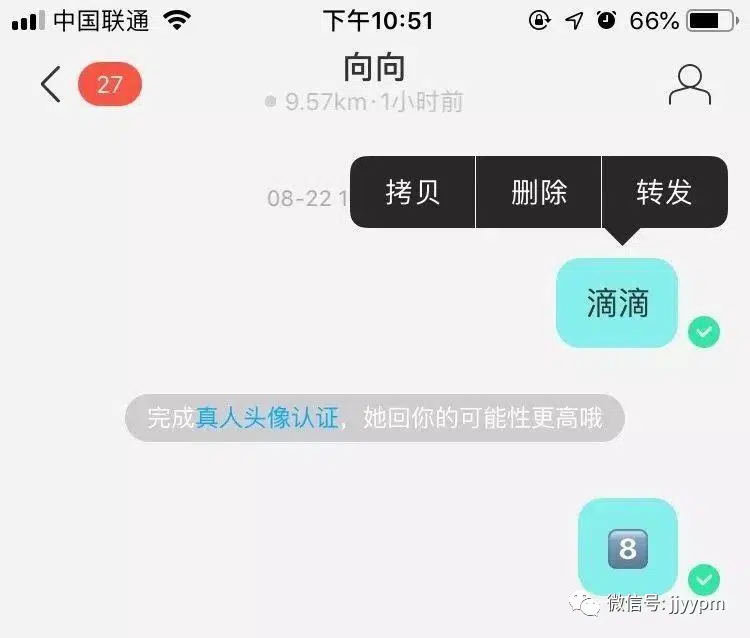 中国联通 下午10:51 66%
27 向向
9.57km·1小时前
08-22 1
拷贝 删除 转发
滴滴
完成真人头像认证，她回你的可能性更高哦
8
微信号: jjyypm